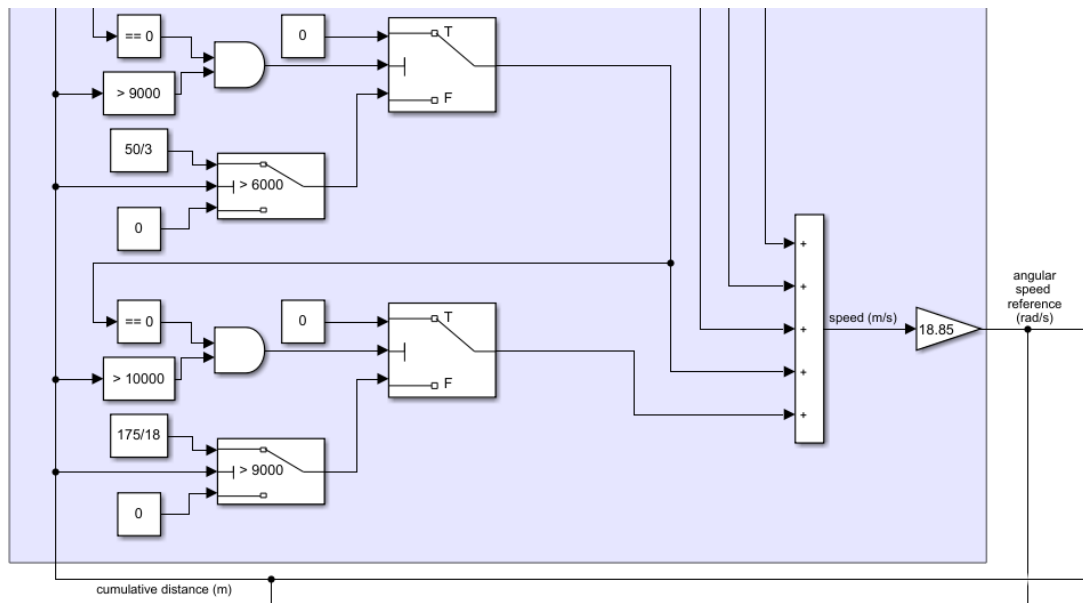 == 0
0
T
> 9000
F
50/3
> 6000
0
+
+
angular
speed
reference
(rad/s)
== 0
0
T
speed (m/s)
+
18.85
> 10000
F
+
175/18
+
> 9000
0
cumulative distance (m)